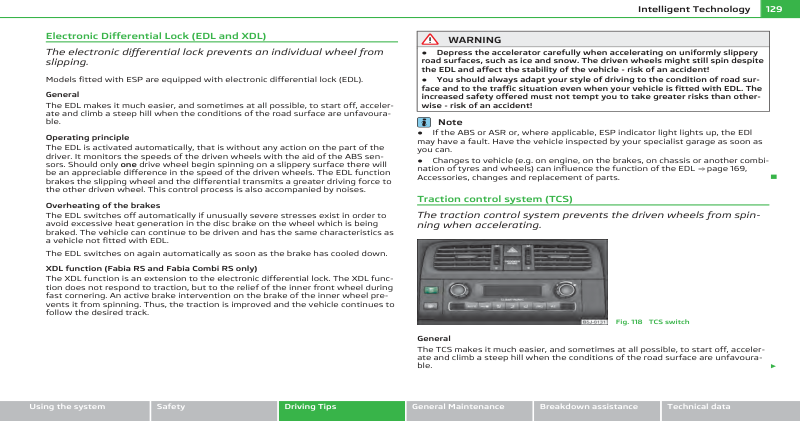 Intelligent Technology 129
Electronic Differential Lock (EDL and XDL)
The electronic differential lock prevents an individual wheel from
slipping.
Models fitted with ESP are equipped with electronic differential lock (EDL).
General
The EDL makes it much easier, and sometimes at all possible, to start off, acceler-
ate and climb a steep hill when the conditions of the road surface are unfavoura-
ble.
Operating principle
The EDL is activated automatically, that is without any action on the part of the
driver. It monitors the speeds of the driven wheels with the aid of the ABS sen-
sors. Should only one drive wheel begin spinning on a slippery surface there will
be an appreciable difference in the speed of the driven wheels. The EDL function
brakes the slipping wheel and the differential transmits a greater driving force to
the other driven wheel. This control process is also accompanied by noises.
Overheating of the brakes
The EDL switches off automatically if unusually severe stresses exist in order to
avoid excessive heat generation in the disc brake on the wheel which is being
braked. The vehicle can continue to be driven and has the same characteristics as
a vehicle not fitted with EDL.
The EDL switches on again automatically as soon as the brake has cooled down.
XDL function (Fabia RS and Fabia Combi RS only)
The XDL function is an extension to the electronic differential lock. The XDL func-
tion does not respond to traction, but to the relief of the inner front wheel during
fast cornering. An active brake intervention on the brake of the inner wheel pre-
vents it from spinning. Thus, the traction is improved and the vehicle continues to
follow the desired track.
WARNING
● Depress the accelerator carefully when accelerating on uniformly slippery
road surfaces, such as ice and snow. The driven wheels might still spin despite
the EDL and affect the stability of the vehicle - risk of an accident!
● You should always adapt your style of driving to the condition of road sur-
face and to the traffic situation even when your vehicle is fitted with EDL. The
increased safety offered must not tempt you to take greater risks than other-
wise - risk of an accident!
Note
● If the ABS or ASR or, where applicable, ESP indicator light lights up, the EDl
may have a fault. Have the vehicle inspected by your specialist garage as soon as
you can.
● Changes to vehicle (e.g. on engine, on the brakes, on chassis or another combi-
nation of tyres and wheels) can influence the function of the EDL ⇒ page 169,
Accessories, changes and replacement of parts.
Traction control system (TCS)
The traction control system prevents the driven wheels from spin-
ning when accelerating.
Fig. 118 TCS switch
General
The TCS makes it much easier, and sometimes at all possible, to start off, acceler-
ate and climb a steep hill when the conditions of the road surface are unfavoura-
ble.
Using the system
Safety
Driving Tips
General Maintenance
Breakdown assistance
Technical data